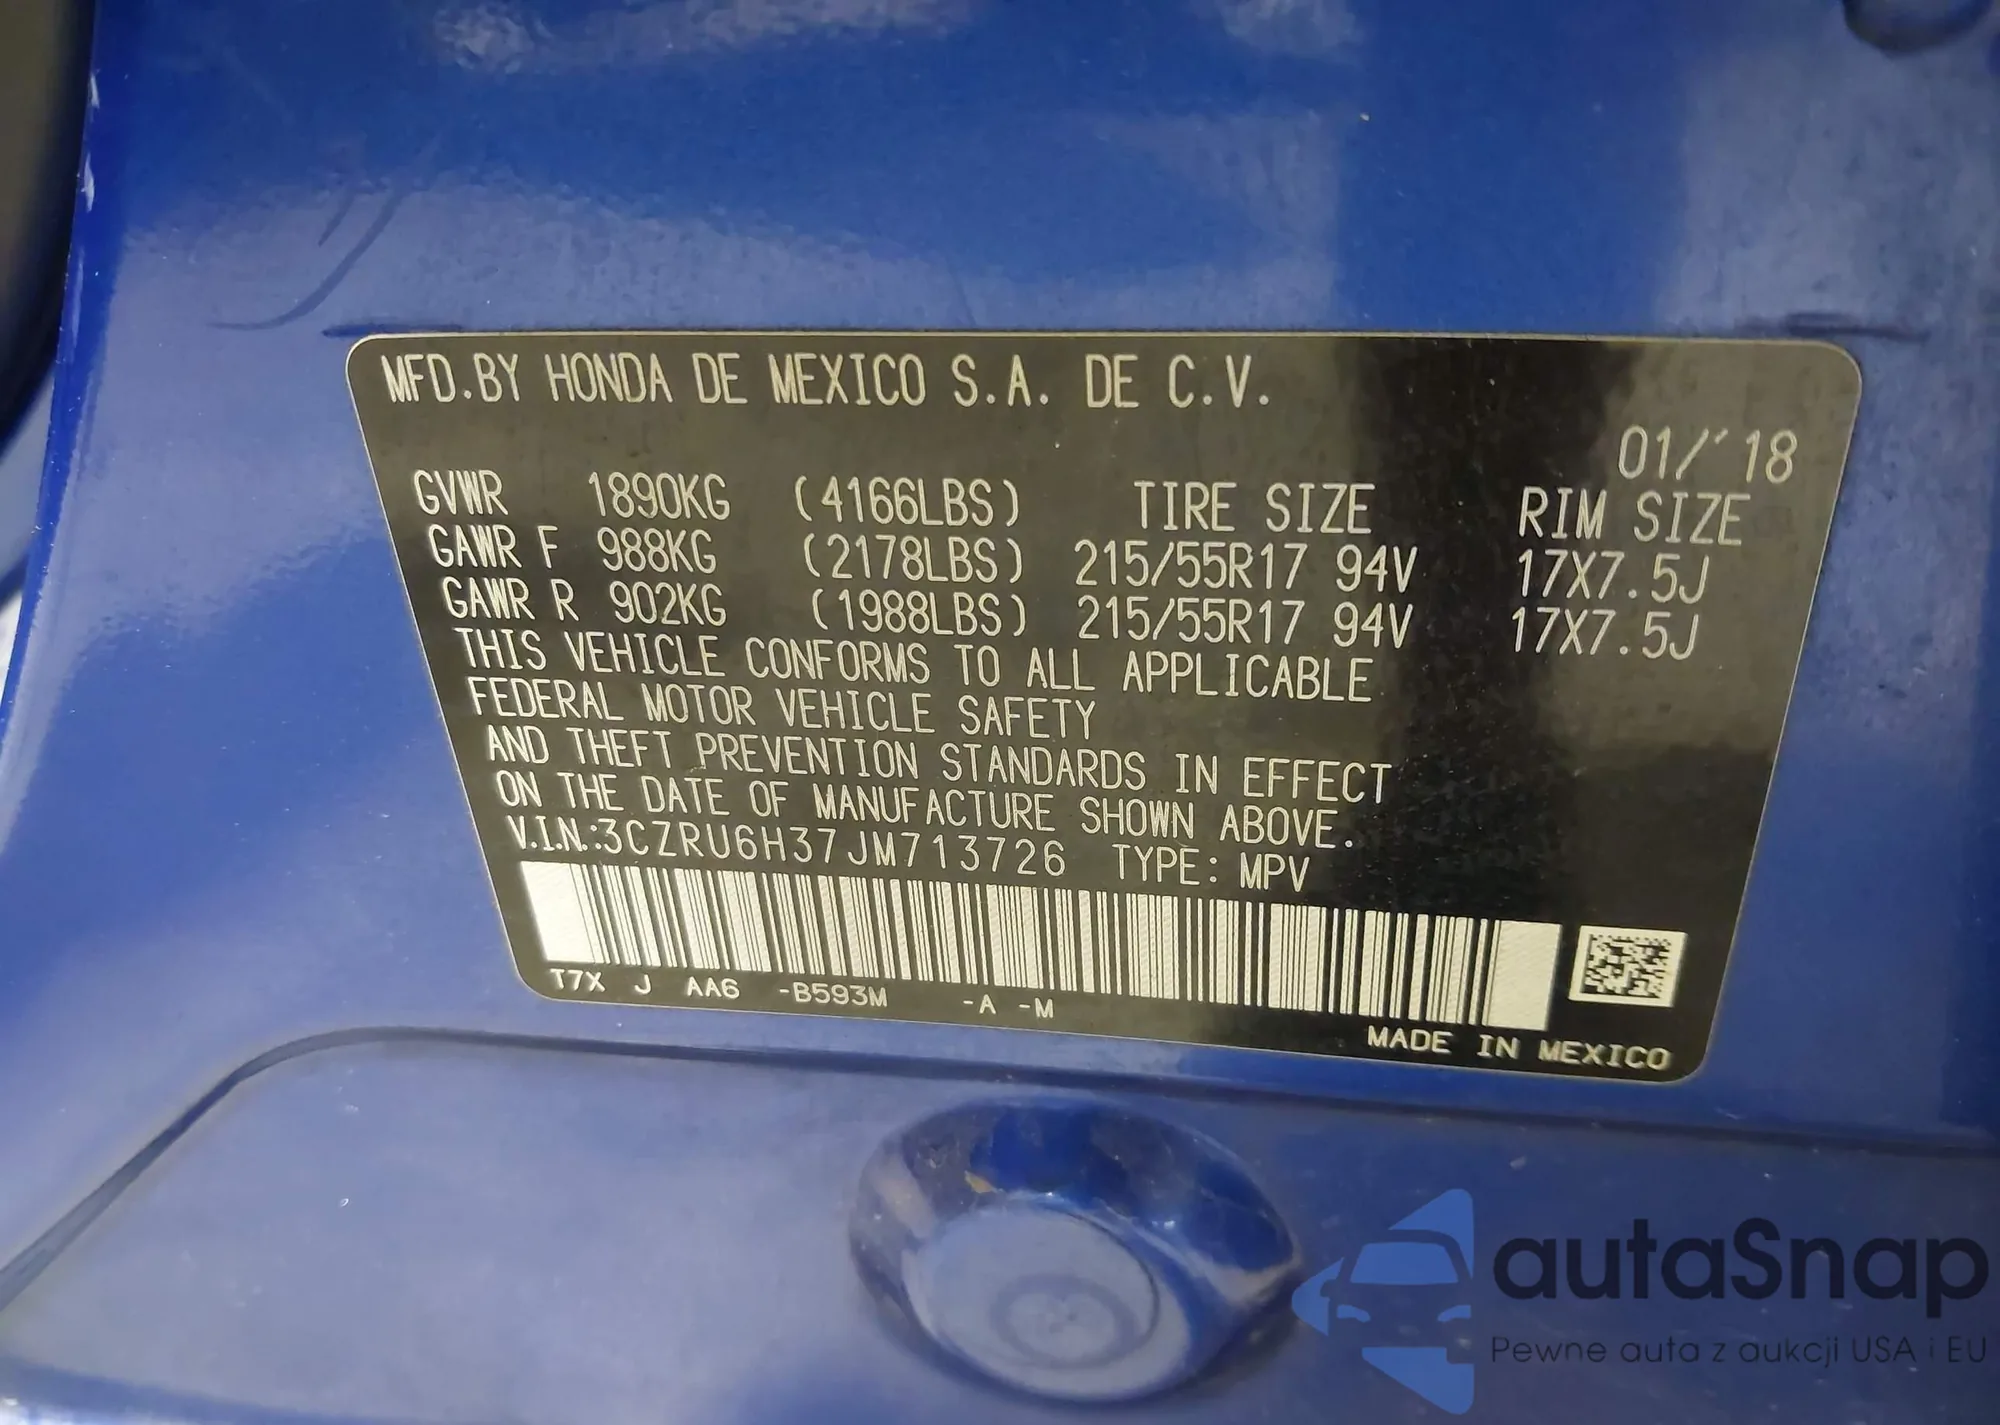 MFD.BY HONDA DE MEXICO S.A. DE C.V.
01/'18
GVWR 1890KG (4166LBS) TIRE SIZE RIM SIZE
GAWR F 988KG (2178LBS) 215/55R17 94V 17X7.5J
GAWR R 902KG (1988LBS) 215/55R17 94V 17X7.5J
THIS VEHICLE CONFORMS TO ALL APPLICABLE
FEDERAL MOTOR VEHICLE SAFETY
AND THEFT PREVENTION STANDARDS IN EFFECT
ON THE DATE OF MANUFACTURE SHOWN ABOVE.
V.I.N.:3CZRU6H37JM713726 TYPE: MPV
T7X J AA6 -B593M -A -M
MADE IN MEXICO
autaSnap
Pewne auta z aukcji USA i EU